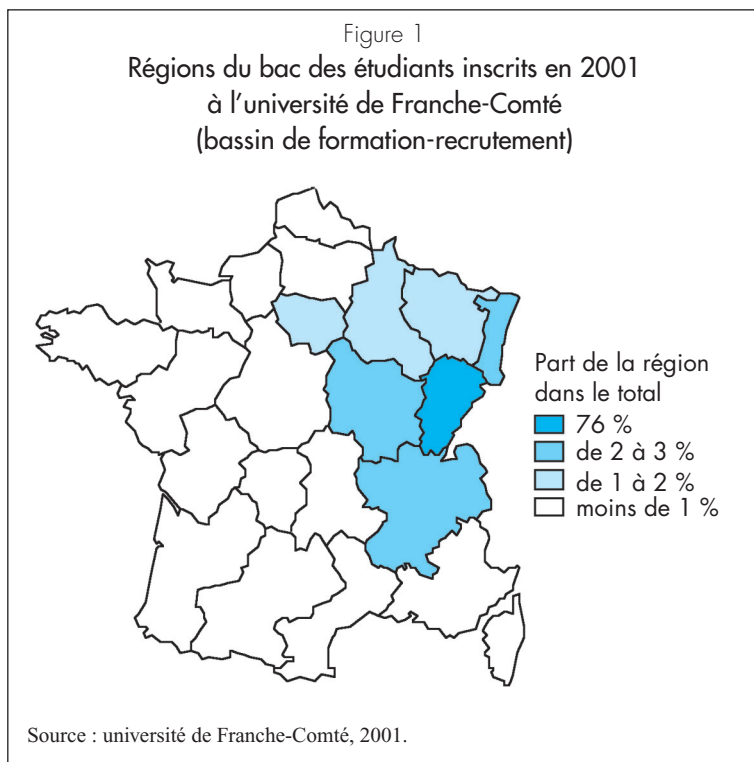 Figure 1
Régions du bac des étudiants inscrits en 2001
à l’université de Franche-Comté
(bassin de formation-recrutement)
Part de la région
dans le total
76 %
de 2 à 3 %
de 1 à 2 %
moins de 1 %
Source : université de Franche-Comté, 2001.